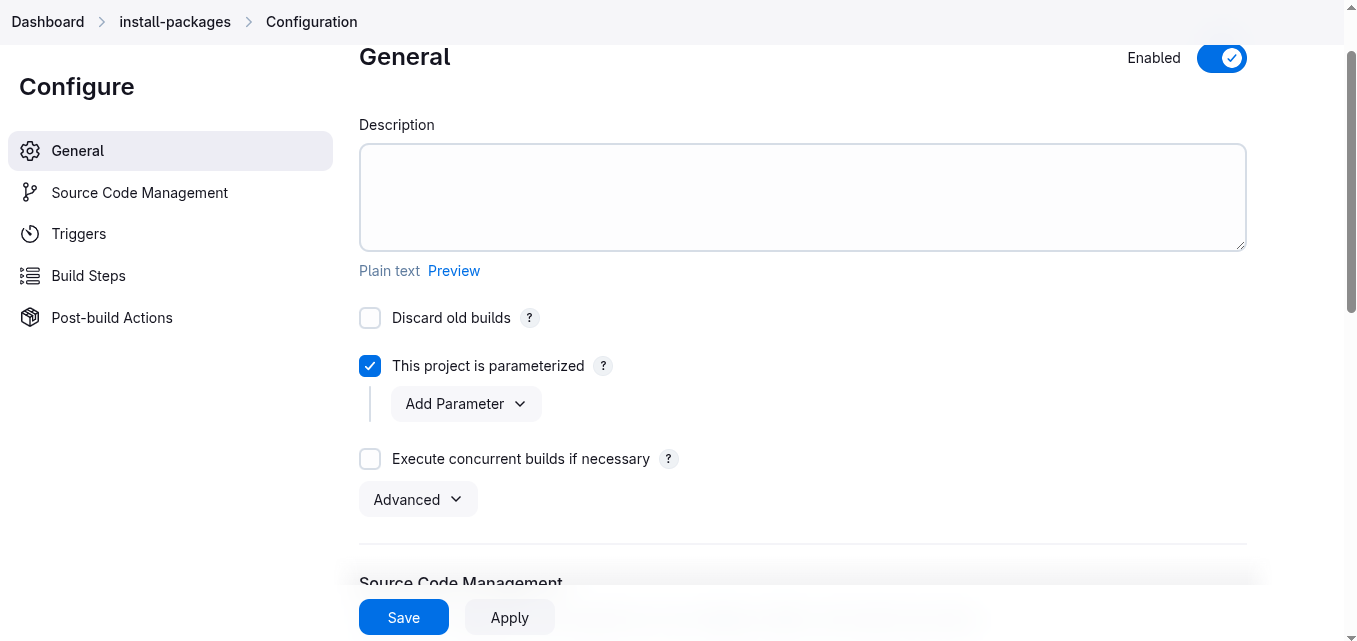 Dashboard > install-packages > Configuration
Configure
General
Source Code Management
Triggers
Build Steps
Post-build Actions
General
Enabled
Description
Plain text Preview
Discard old builds ?
This project is parameterized ?
Add Parameter
Execute concurrent builds if necessary ?
Advanced
Source Code Management
Save Apply